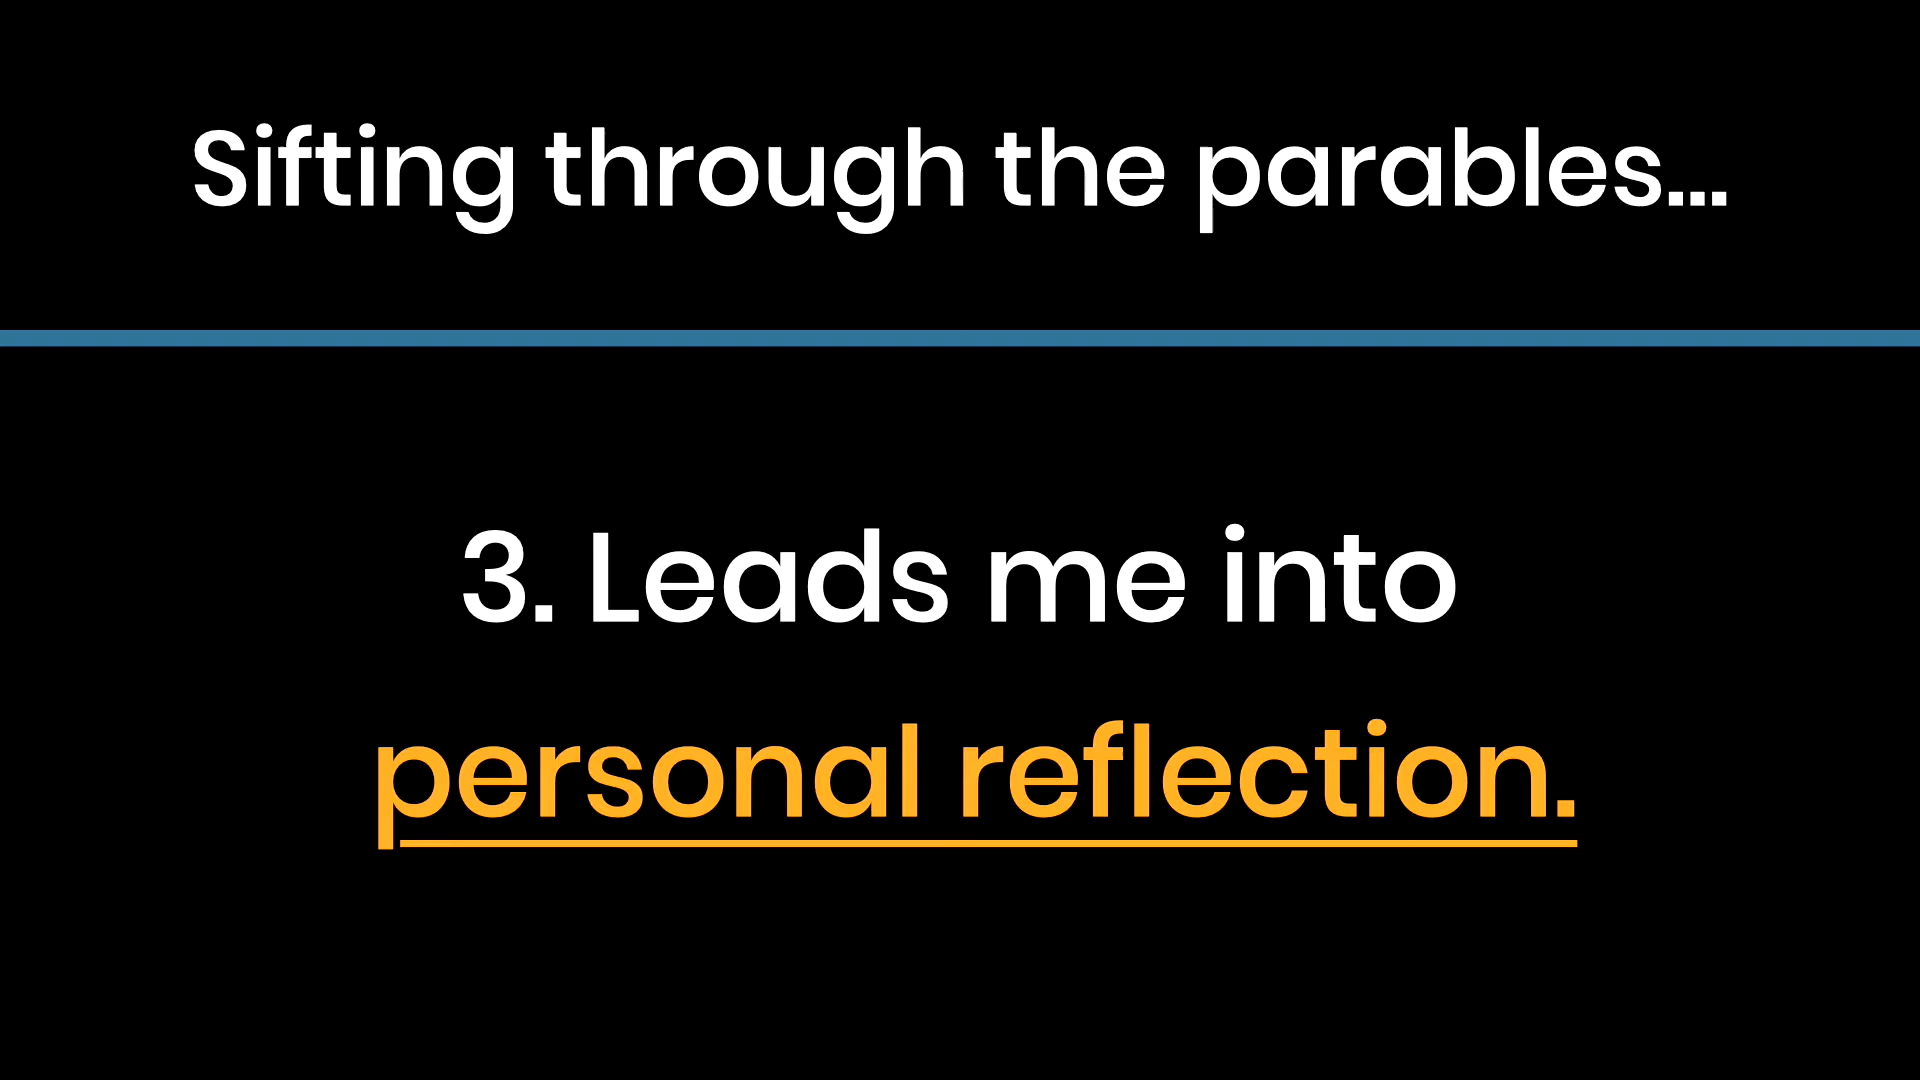 Sifting through the parables...
3. Leads me into
personal reflection.